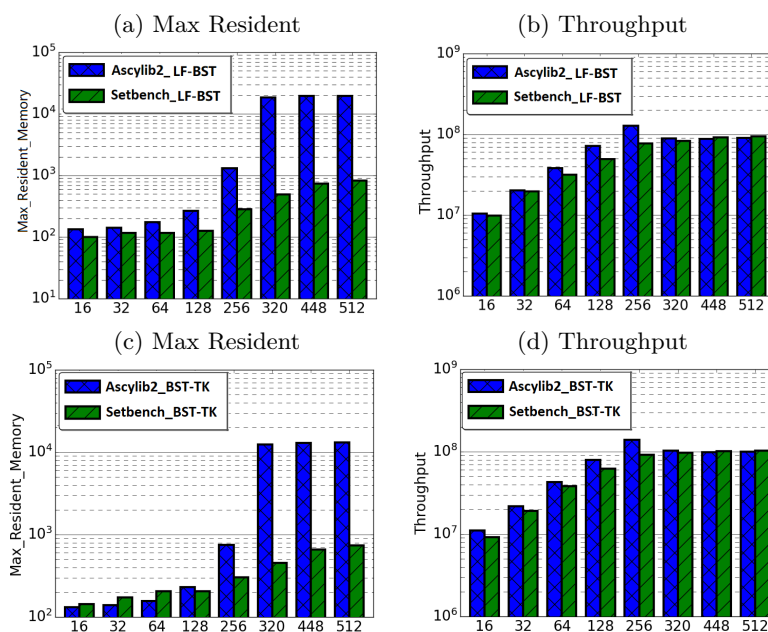 (a) Max Resident
(b) Throughput
Max_Resident_Memory
10^5
10^4
10^3
10^2
10^1
Ascylib2_LF-BST
Setbench_LF-BST
16 32 64 128 256 320 448 512
Throughput
10^9
10^8
10^7
10^6
Ascylib2_LF-BST
Setbench_LF-BST
16 32 64 128 256 320 448 512
(c) Max Resident
(d) Throughput
Max_Resident_Memory
10^5
10^4
10^3
10^2
Ascylib2_BST-TK
Setbench_BST-TK
16 32 64 128 256 320 448 512
Throughput
10^9
10^8
10^7
10^6
Ascylib2_BST-TK
Setbench_BST-TK
16 32 64 128 256 320 448 512